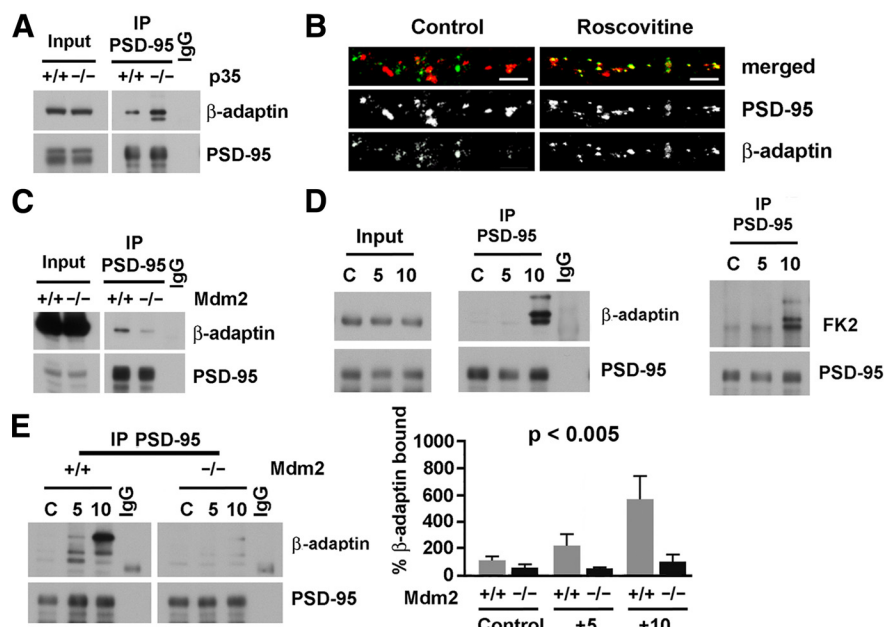 A
Input
IP
PSD-95
IgG
+/+ −/− +/+ −/− p35
β-adaptin
PSD-95
B
Control Roscovitine
merged
PSD-95
β-adaptin
C
Input
IP
PSD-95
IgG
+/+ −/− +/+ −/− Mdm2
β-adaptin
PSD-95
D
Input
IP
PSD-95
IgG
C 5 10 C 5 10
β-adaptin
PSD-95
IP
PSD-95
C 5 10
FK2
PSD-95
E
IP PSD-95
+/+ −/− Mdm2
C 5 10 IgG C 5 10 IgG
β-adaptin
PSD-95
p < 0.005
% β-adaptin bound
1000
800
600
400
200
0
Mdm2 +/+ −/− +/+ −/− +/+ −/−
Control +5 +10